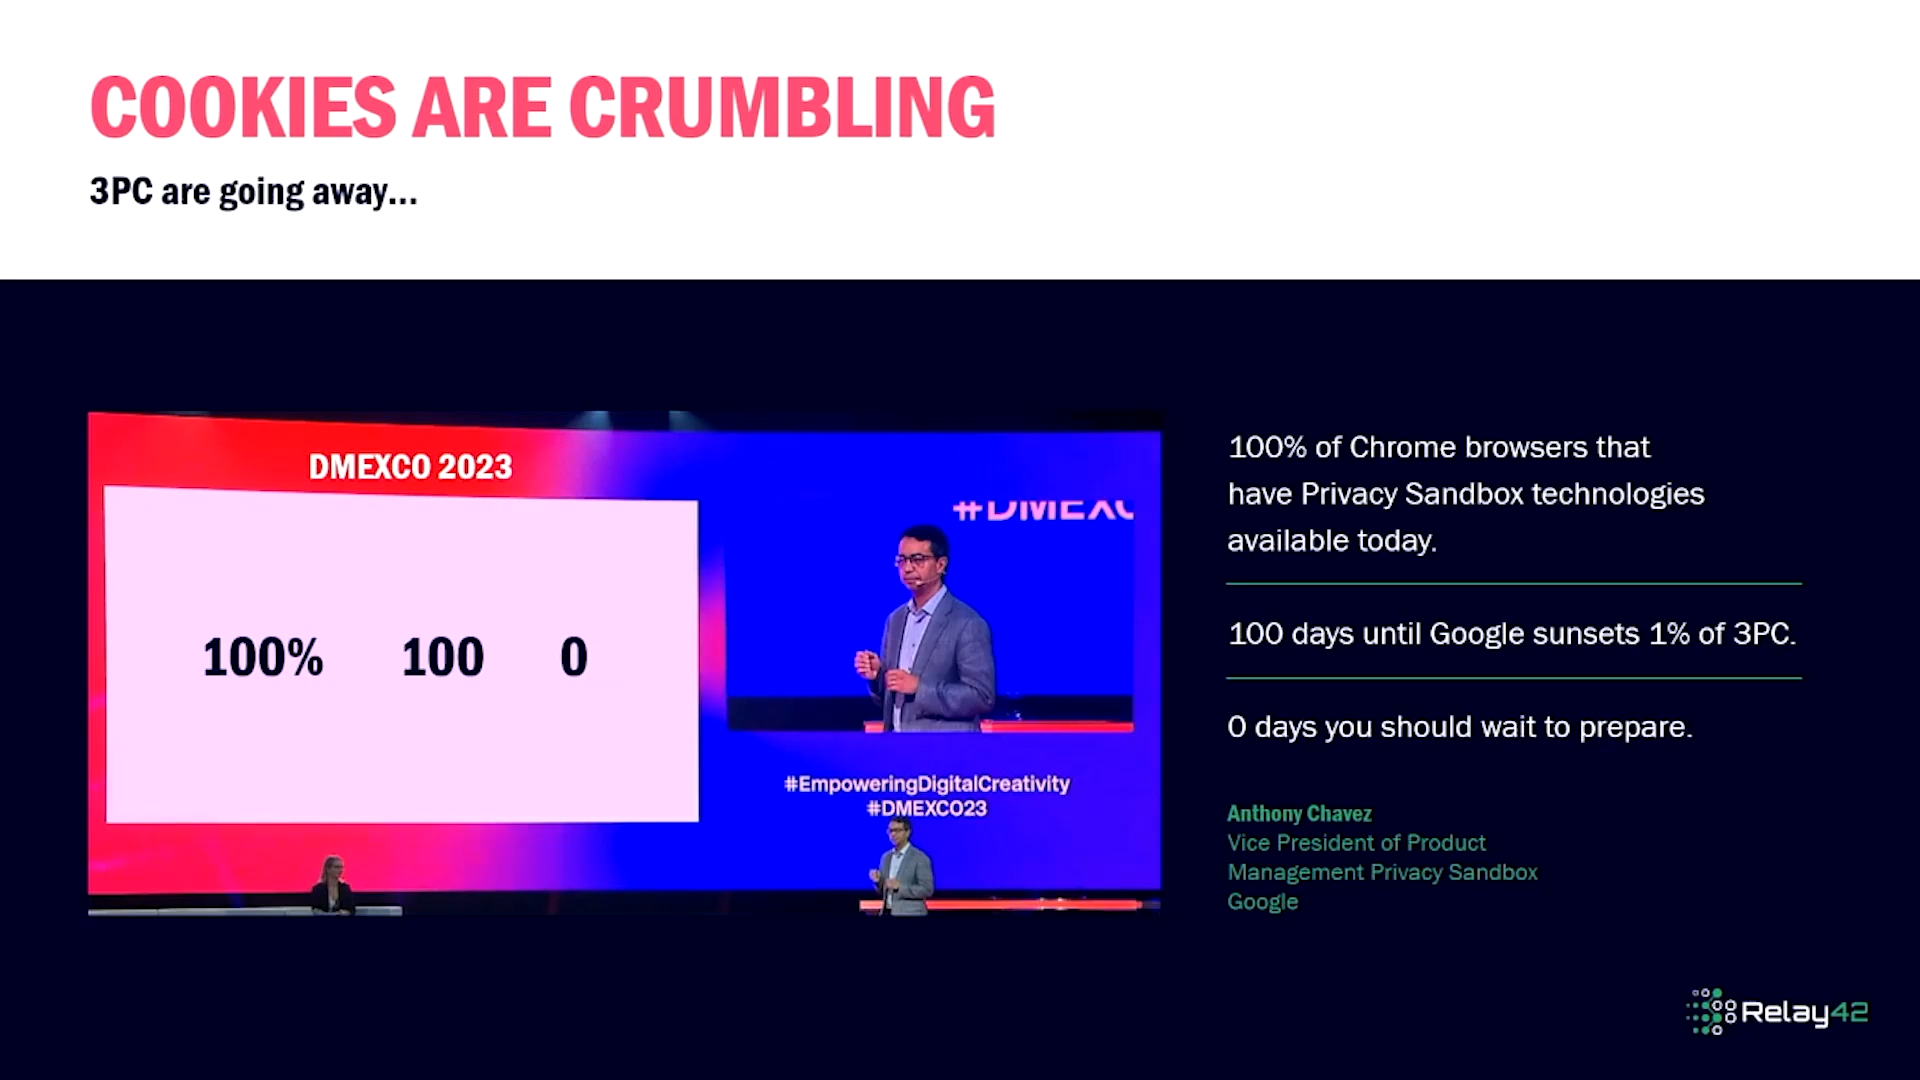 COOKIES ARE CRUMBLING
3PC are going away...
DMEXCO 2023
100% 100 0
#EmpoweringDigitalCreativity
#DMEXCO23
100% of Chrome browsers that
have Privacy Sandbox technologies
available today.
100 days until Google sunsets 1% of 3PC.
0 days you should wait to prepare.
Anthony Chavez
Vice President of Product
Management Privacy Sandbox
Google
Relay42